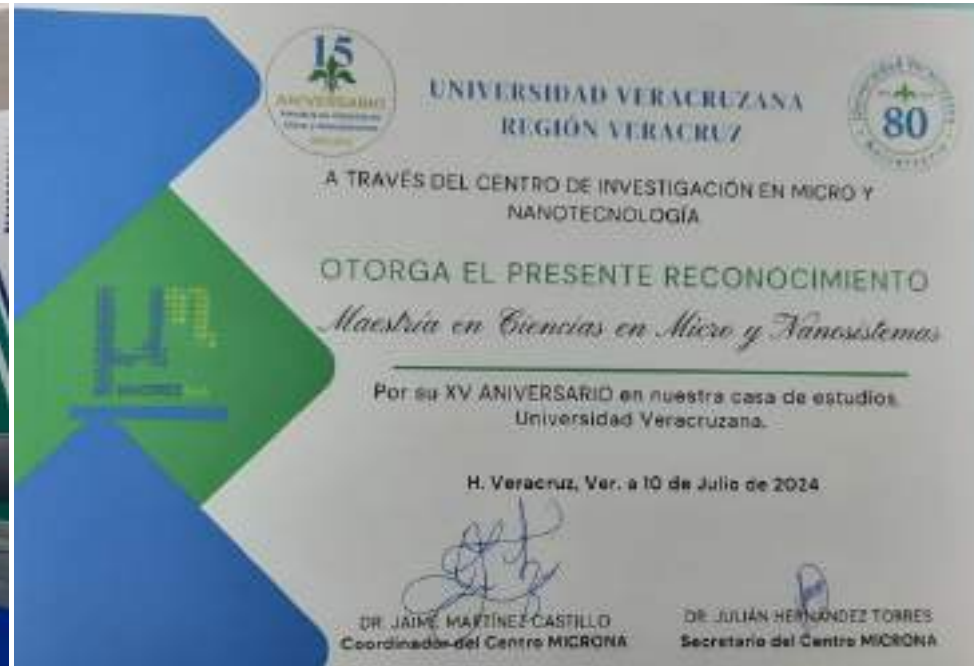 15
ANIVERSARIO
UNIVERSIDAD VERACRUZANA
REGIÓN VERACRUZ
80
A TRAVÉS DEL CENTRO DE INVESTIGACIÓN EN MICRO Y
NANOTECNOLOGÍA
OTORGA EL PRESENTE RECONOCIMIENTO
Maestría en Ciencias en Micro y Nanosistemas
Por su XV ANIVERSARIO en nuestra casa de estudios,
Universidad Veracruzana.
H. Veracruz, Ver. a 10 de Julio de 2024
DR. JAIME MARTÍNEZ CASTILLO
Coordinador del Centro MICRONA
DR. JULIÁN HERNÁNDEZ TORRES
Secretario del Centro MICRONA